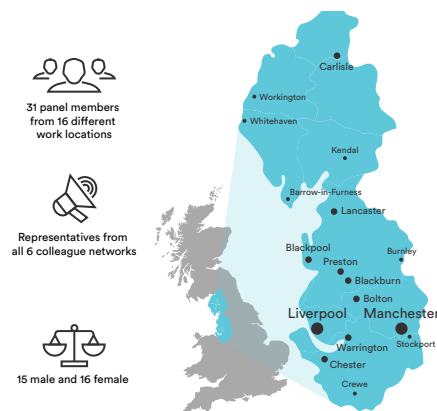 31 panel members
from 16 different
work locations
Representatives from
all 6 colleague networks
15 male and 16 female
Carlisle
Workington
Whitehaven
Kendal
Barrow-in-Furness
Lancaster
Blackpool
Burnley
Preston
Blackburn
Bolton
Liverpool
Manchester
Stockport
Warrington
Chester
Crewe